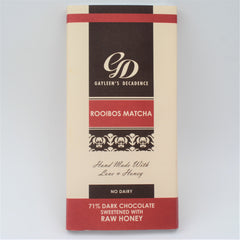 GD
GAYLEEN'S DECADENCE
ROOIBOS MATCHA
Hand Made With
Love & Honey
NO DAIRY
71% DARK CHOCOLATE
SWEETENED WITH
RAW HONEY